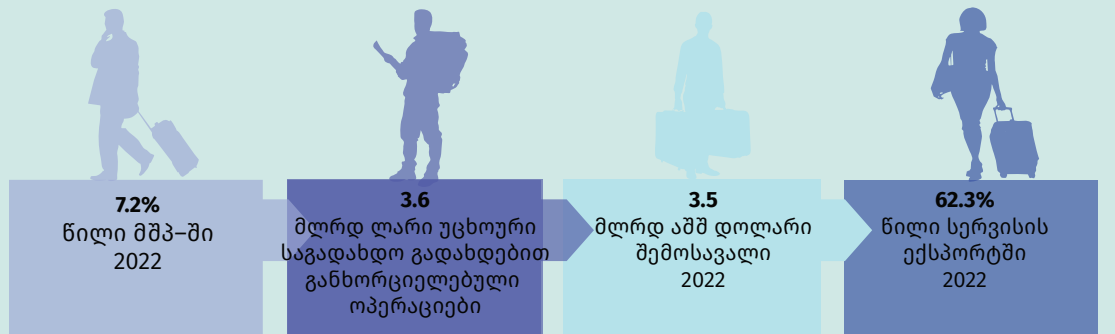 7.2%
წილი მშპ–ში
2022
3.6
მლრდ ლარი უცხოური
საგადახდო გადახდებით
განხორციელებული
ოპერაციები
3.5
მლრდ აშშ დოლარი
შემოსავალი
2022
62.3%
წილი სერვისის
ექსპორტში
2022